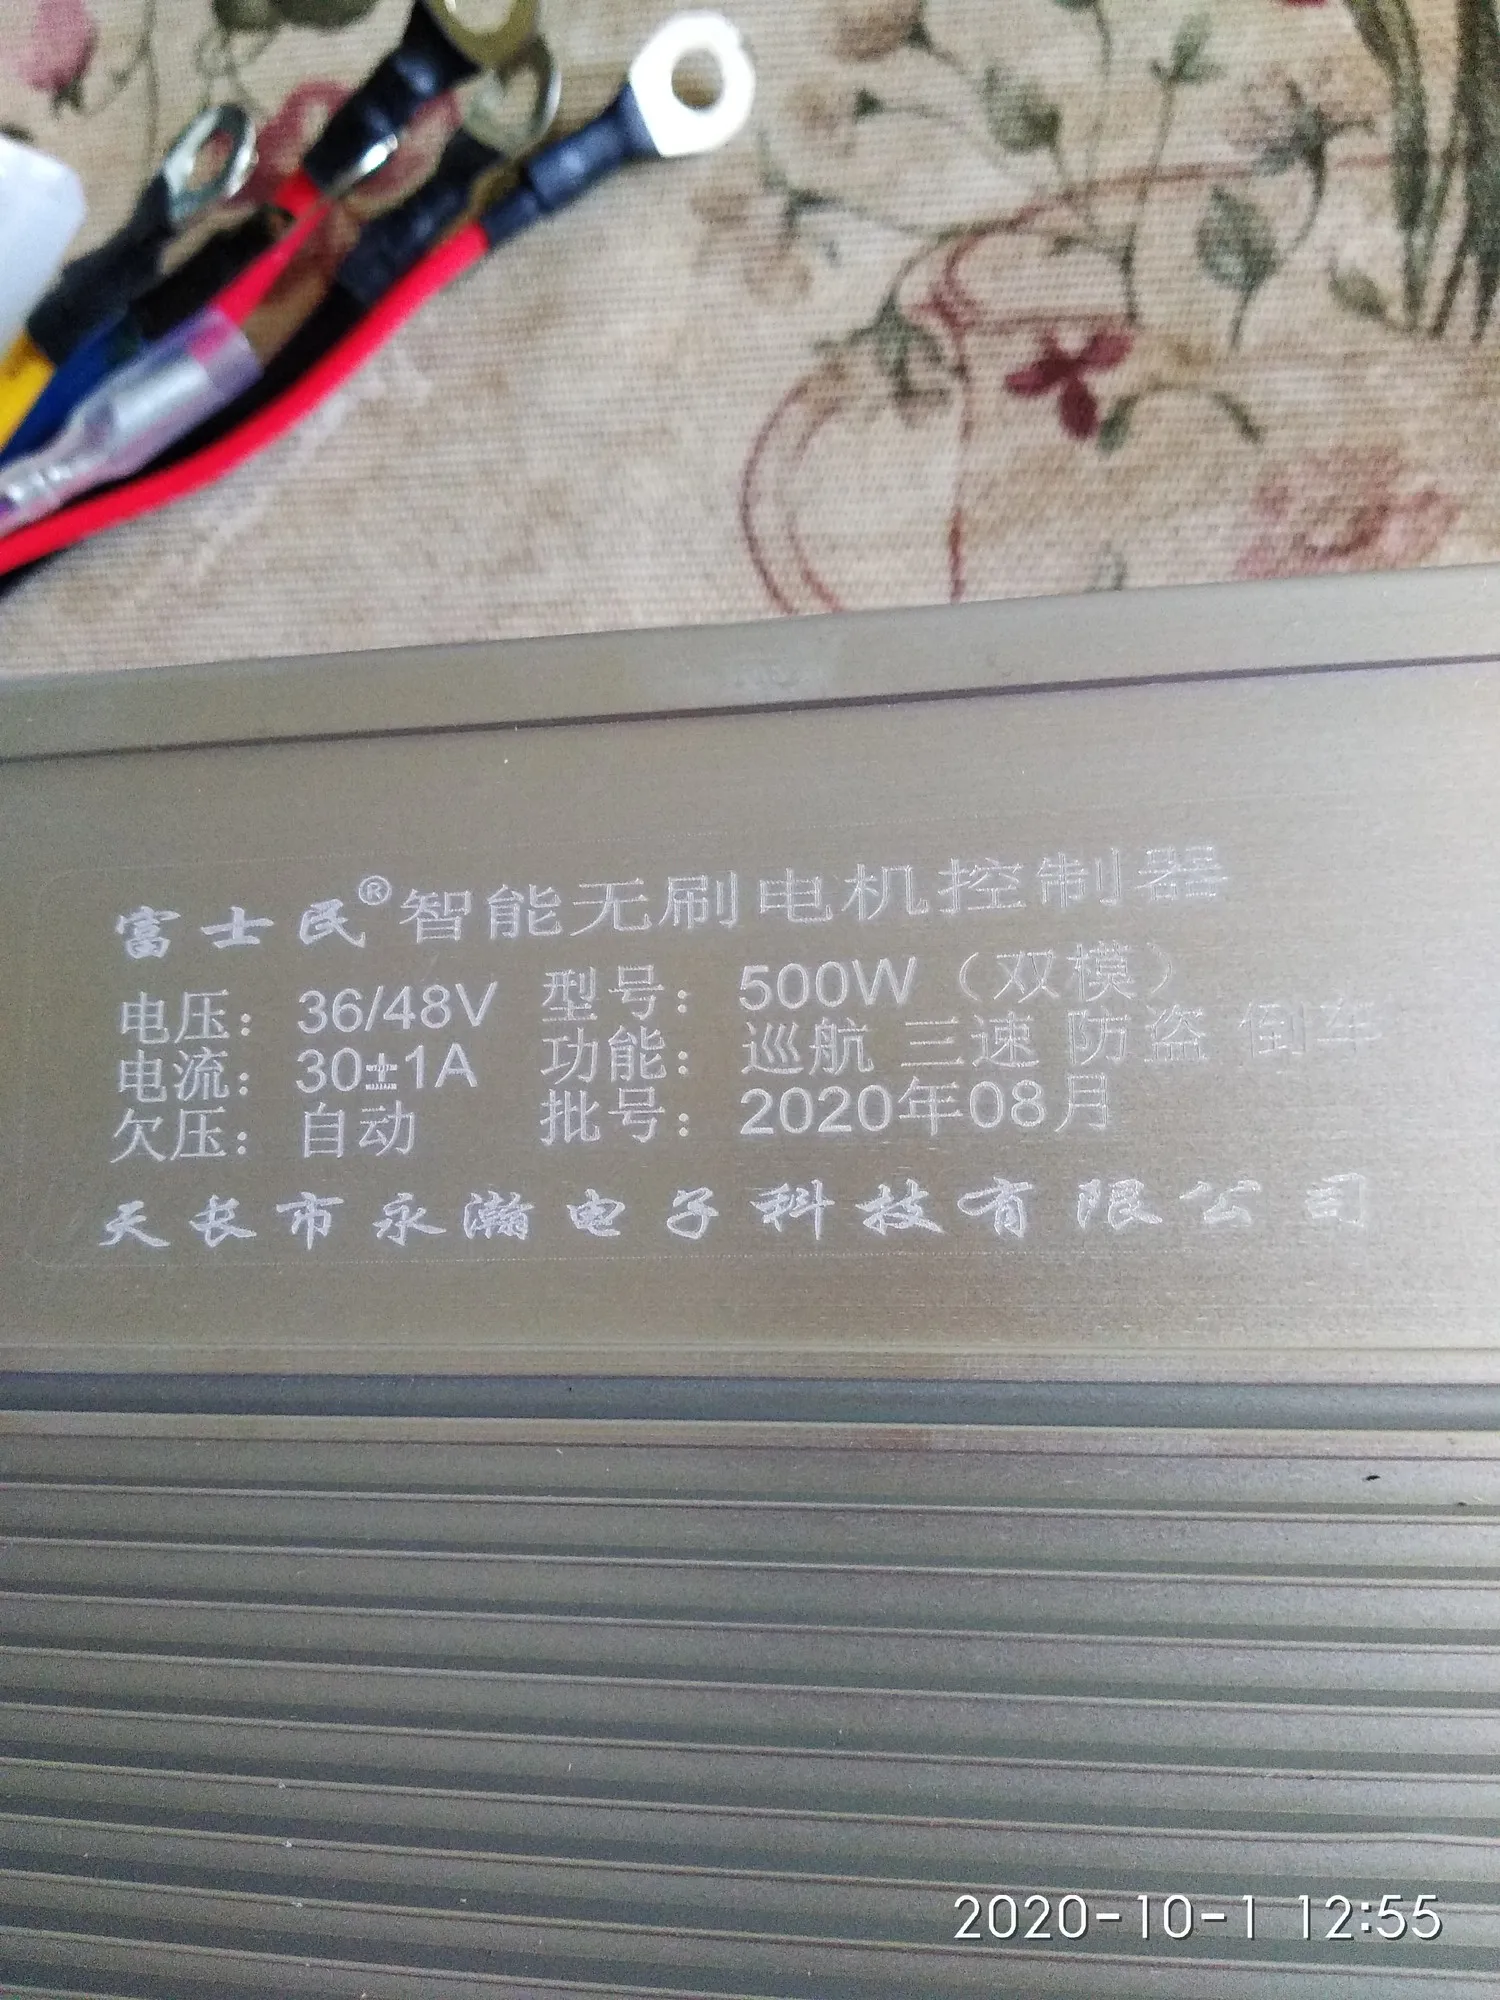 富士民®智能无刷电机控制器
电压：36/48V 型号：500W（双模）
电流：30±1A 功能：巡航 三速 防盗 倒车
欠压：自动 批号：2020年08月
天长市永瀚电子科技有限公司
2020-10-1 12:55